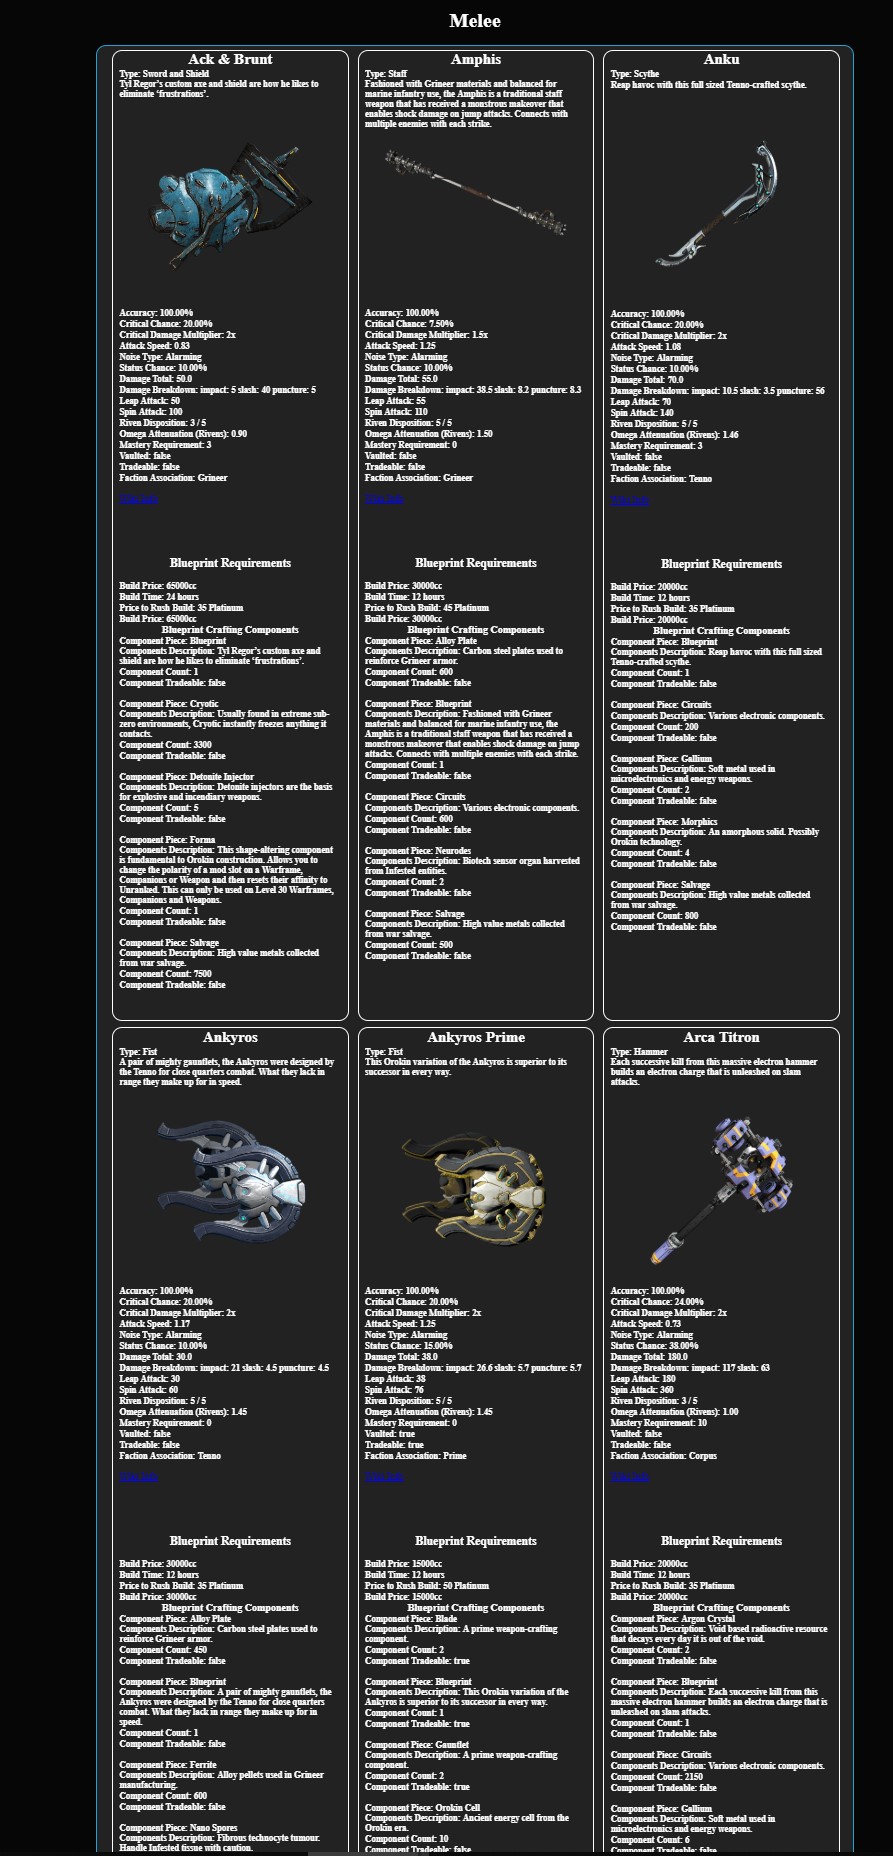 Melee
Ack & Brunt
Type: Sword and Shield
Tyl Regor's custom axe and shield are how he likes to
eliminate ‘frustrations’.
Accuracy: 100.00%
Critical Chance: 20.00%
Critical Damage Multiplier: 2x
Attack Speed: 0.83
Noise Type: Alarming
Status Chance: 10.00%
Damage Total: 50.0
Damage Breakdown: impact: 5 slash: 40 puncture: 5
Leap Attack: 50
Spin Attack: 100
Riven Disposition: 3 / 5
Omega Attenuation (Rivens): 0.90
Mastery Requirement: 3
Vaulted: false
Tradeable: false
Faction Association: Grineer
Blueprint Requirements
Build Price: 65000cc
Build Time: 24 hours
Price to Rush Build: 35 Platinum
Build Price: 65000cc
Blueprint Crafting Components
Component Piece: Blueprint
Components Description: Tyl Regor's custom axe and
shield are how he likes to eliminate ‘frustrations’.
Component Count: 1
Component Tradeable: false
Component Piece: Cryotic
Components Description: Usually found in extreme sub-
zero environments, Cryotic instantly freezes anything it
contacts.
Component Count: 3300
Component Tradeable: false
Component Piece: Detonite Injector
Components Description: Detonite injectors are the basis
for explosive and incendiary weapons.
Component Count: 5
Component Tradeable: false
Component Piece: Forma
Components Description: This shape-altering component
is fundamental to Orokin construction. Allows you to
change the polarity of a mod slot on a Warframe,
Companions or Weapon and then resets their affinity to
Unranked. This can only be used on Level 30 Warframes,
Companions and Weapons.
Component Count: 1
Component Tradeable: false
Component Piece: Salvage
Components Description: High value metals collected
from war salvage.
Component Count: 7500
Component Tradeable: false
Amphis
Type: Staff
Fashioned with Grineer materials and balanced for
marine infantry use, the Amphis is a traditional staff
weapon that has received a monstrous makeover that
enables shock damage on jump attacks. Connects with
multiple enemies with each strike.
Accuracy: 100.00%
Critical Chance: 7.50%
Critical Damage Multiplier: 1.5x
Attack Speed: 1.25
Noise Type: Alarming
Status Chance: 10.00%
Damage Total: 55.0
Damage Breakdown: impact: 38.5 slash: 8.2 puncture: 8.3
Leap Attack: 55
Spin Attack: 110
Riven Disposition: 5 / 5
Omega Attenuation (Rivens): 1.50
Mastery Requirement: 0
Vaulted: false
Tradeable: false
Faction Association: Grineer
Blueprint Requirements
Build Price: 30000cc
Build Time: 12 hours
Price to Rush Build: 45 Platinum
Build Price: 30000cc
Blueprint Crafting Components
Component Piece: Alloy Plate
Components Description: Carbon steel plates used to
reinforce Grineer armor.
Component Count: 600
Component Tradeable: false
Component Piece: Blueprint
Components Description: Fashioned with Grineer
materials and balanced for marine infantry use, the
Amphis is a traditional staff weapon that has received a
monstrous makeover that enables shock damage on jump
attacks. Connects with multiple enemies with each strike.
Component Count: 1
Component Tradeable: false
Component Piece: Circuits
Components Description: Various electronic components.
Component Count: 600
Component Tradeable: false
Component Piece: Neurodes
Components Description: Biotech sensor organ harvested
from Infested entities.
Component Count: 2
Component Tradeable: false
Component Piece: Salvage
Components Description: High value metals collected
from war salvage.
Component Count: 500
Component Tradeable: false
Anku
Type: Scythe
Reap havoc with this full sized Tenno-crafted scythe.
Accuracy: 100.00%
Critical Chance: 20.00%
Critical Damage Multiplier: 2x
Attack Speed: 1.08
Noise Type: Alarming
Status Chance: 10.00%
Damage Total: 70.0
Damage Breakdown: impact: 10.5 slash: 3.5 puncture: 56
Leap Attack: 70
Spin Attack: 140
Riven Disposition: 5 / 5
Omega Attenuation (Rivens): 1.46
Mastery Requirement: 3
Vaulted: false
Tradeable: false
Faction Association: Tenno
Blueprint Requirements
Build Price: 20000cc
Build Time: 12 hours
Price to Rush Build: 35 Platinum
Build Price: 20000cc
Blueprint Crafting Components
Component Piece: Blueprint
Components Description: Reap havoc with this full sized
Tenno-crafted scythe.
Component Count: 1
Component Tradeable: false
Component Piece: Circuits
Components Description: Various electronic components.
Component Count: 200
Component Tradeable: false
Component Piece: Gallium
Components Description: Soft metal used in
microelectronics and energy weapons.
Component Count: 2
Component Tradeable: false
Component Piece: Morphics
Components Description: An amorphous solid. Possibly
Orokin technology.
Component Count: 4
Component Tradeable: false
Component Piece: Salvage
Components Description: High value metals collected
from war salvage.
Component Count: 800
Component Tradeable: false
Ankyros
Type: Fist
A pair of mighty gauntlets, the Ankyros were designed by
the Tenno for close quarters combat. What they lack in
range they make up for in speed.
Accuracy: 100.00%
Critical Chance: 20.00%
Critical Damage Multiplier: 2x
Attack Speed: 1.17
Noise Type: Alarming
Status Chance: 10.00%
Damage Total: 30.0
Damage Breakdown: impact: 21 slash: 4.5 puncture: 4.5
Leap Attack: 30
Spin Attack: 60
Riven Disposition: 5 / 5
Omega Attenuation (Rivens): 1.45
Mastery Requirement: 0
Vaulted: false
Tradeable: false
Faction Association: Tenno
Blueprint Requirements
Build Price: 30000cc
Build Time: 12 hours
Price to Rush Build: 35 Platinum
Build Price: 30000cc
Blueprint Crafting Components
Component Piece: Alloy Plate
Components Description: Carbon steel plates used to
reinforce Grineer armor.
Component Count: 450
Component Tradeable: false
Component Piece: Blueprint
Components Description: A pair of mighty gauntlets, the
Ankyros were designed by the Tenno for close quarters
combat. What they lack in range they make up for in
speed.
Component Count: 1
Component Tradeable: false
Component Piece: Ferrite
Components Description: Alloy pellets used in Grineer
manufacturing.
Component Count: 600
Component Tradeable: false
Component Piece: Nano Spores
Components Description: Fibrous technocyte tumour.
Handle Infested tissue with caution.
Ankyros Prime
Type: Fist
This Orokin variation of the Ankyros is superior to its
successor in every way.
Accuracy: 100.00%
Critical Chance: 20.00%
Critical Damage Multiplier: 2x
Attack Speed: 1.25
Noise Type: Alarming
Status Chance: 15.00%
Damage Total: 38.0
Damage Breakdown: impact: 26.6 slash: 5.7 puncture: 5.7
Leap Attack: 38
Spin Attack: 76
Riven Disposition: 5 / 5
Omega Attenuation (Rivens): 1.45
Mastery Requirement: 0
Vaulted: true
Tradeable: true
Faction Association: Prime
Blueprint Requirements
Build Price: 15000cc
Build Time: 12 hours
Price to Rush Build: 50 Platinum
Build Price: 15000cc
Blueprint Crafting Components
Component Piece: Blade
Components Description: A prime weapon-crafting
component.
Component Count: 2
Component Tradeable: true
Component Piece: Blueprint
Components Description: This Orokin variation of the
Ankyros is superior to its successor in every way.
Component Count: 1
Component Tradeable: true
Component Piece: Gauntlet
Components Description: A prime weapon-crafting
component.
Component Count: 2
Component Tradeable: true
Component Piece: Orokin Cell
Components Description: Ancient energy cell from the
Orokin era.
Component Count: 10
Component Tradeable: false
Arca Titron
Type: Hammer
Each successive kill from this massive electron hammer
builds an electron charge that is unleashed on slam
attacks.
Accuracy: 100.00%
Critical Chance: 24.00%
Critical Damage Multiplier: 2x
Attack Speed: 0.73
Noise Type: Alarming
Status Chance: 38.00%
Damage Total: 180.0
Damage Breakdown: impact: 117 slash: 63
Leap Attack: 180
Spin Attack: 360
Riven Disposition: 3 / 5
Omega Attenuation (Rivens): 1.00
Mastery Requirement: 10
Vaulted: false
Tradeable: false
Faction Association: Corpus
Blueprint Requirements
Build Price: 20000cc
Build Time: 12 hours
Price to Rush Build: 35 Platinum
Build Price: 20000cc
Blueprint Crafting Components
Component Piece: Argon Crystal
Components Description: Void based radioactive resource
that decays every day it is out of the void.
Component Count: 2
Component Tradeable: false
Component Piece: Blueprint
Components Description: Each successive kill from this
massive electron hammer builds an electron charge that is
unleashed on slam attacks.
Component Count: 1
Component Tradeable: false
Component Piece: Circuits
Components Description: Various electronic components.
Component Count: 2150
Component Tradeable: false
Component Piece: Gallium
Components Description: Soft metal used in
microelectronics and energy weapons.
Component Count: 6
Component Tradeable: false